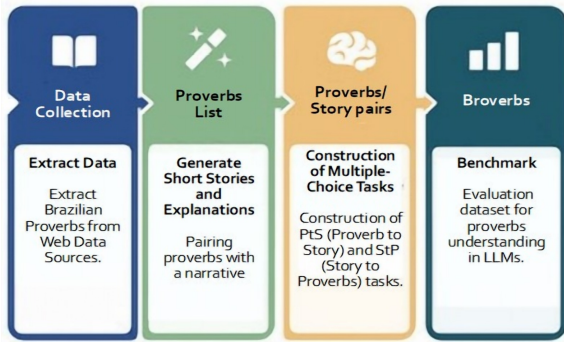 Data
Collection
Extract Data
Extract
Brazilian
Proverbs from
Web Data
Sources.
Proverbs
List
Generate
Short Stories
and
Explanations
Pairing
proverbs with
a narrative
Proverbs/
Story pairs
Construction
of Multiple-
Choice Tasks
Construction of
PtS (Proverb to
Story) and StP
(Story to
Proverbs) tasks.
Broverbs
Benchmark
Evaluation
dataset for
proverbs
understanding
in LLMs.